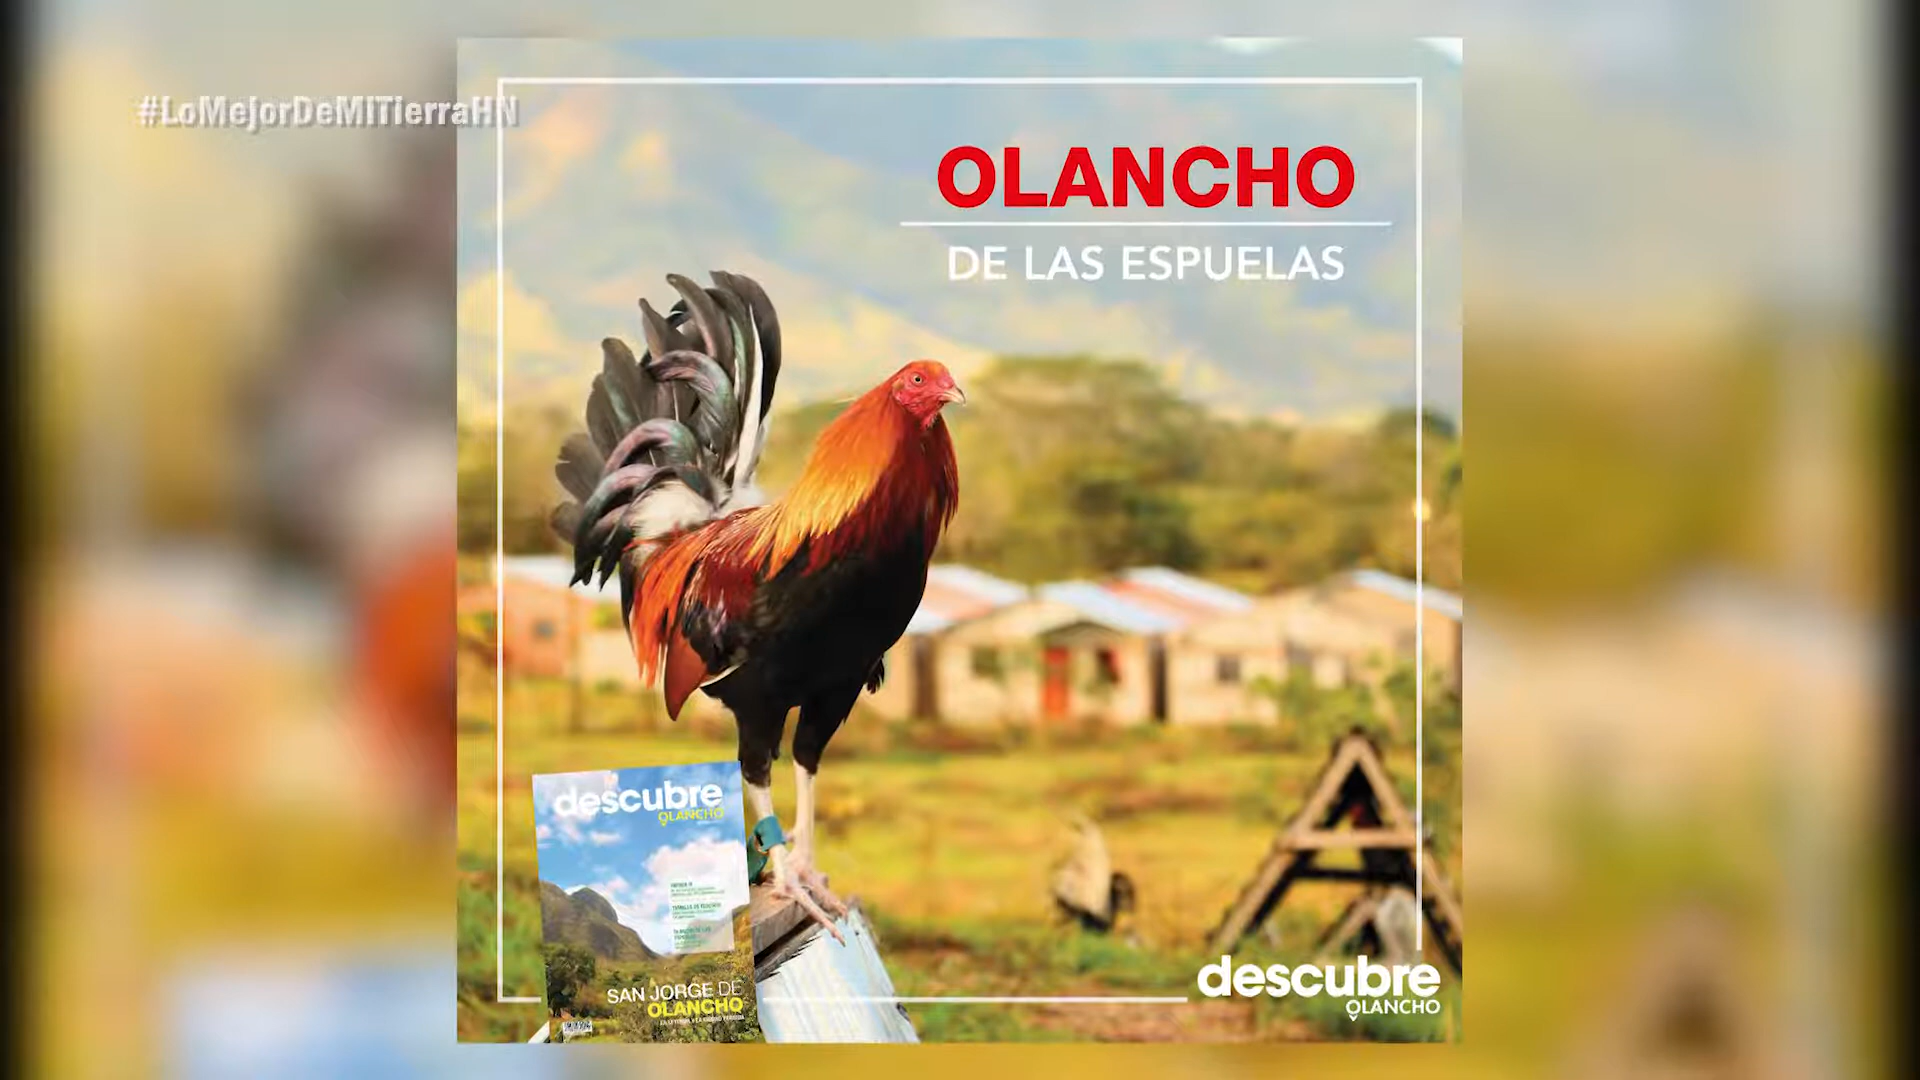 #LoMejorDeMiTierraHN
OLANCHO
DE LAS ESPUELAS
descubre
OLANCHO
SAN JORGE DE
OLANCHO
descubre
OLANCHO